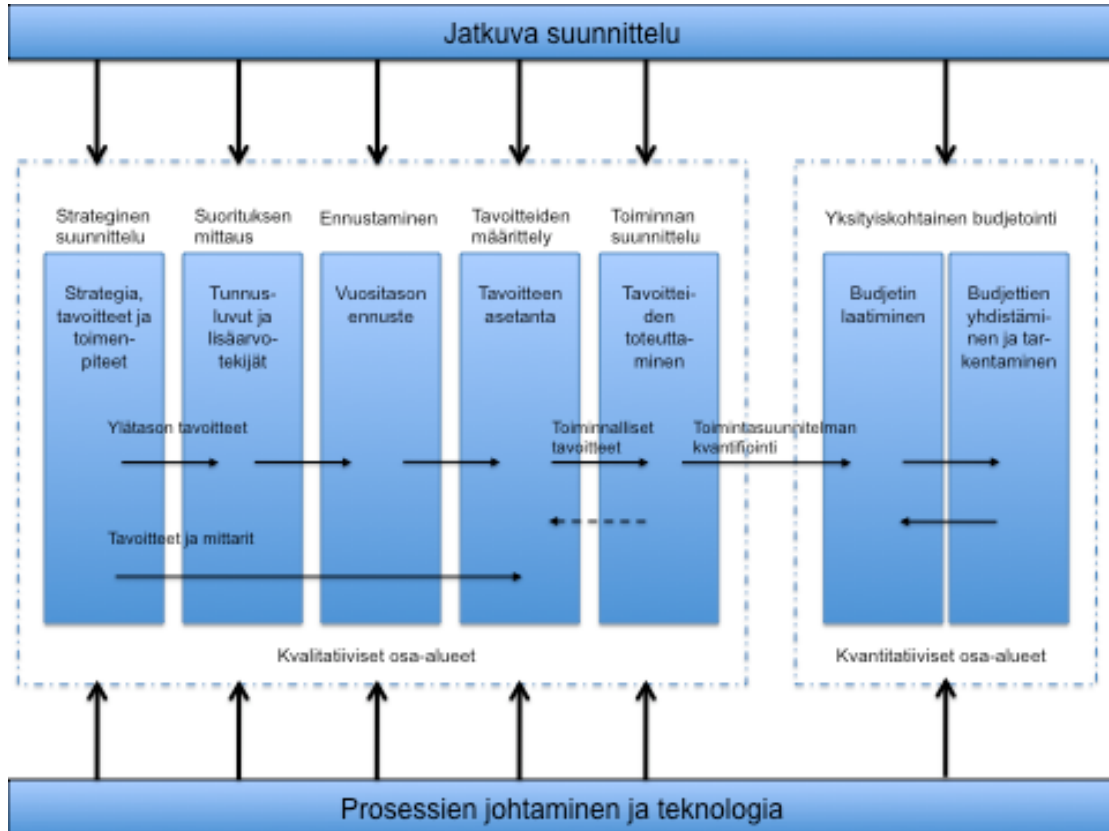 Jatkuva suunnittelu
Strateginen
suunnittelu
Suorituksen
mittaus
Ennustaminen
Tavoitteiden
määrittely
Toiminnan
suunnittelu
Yksityiskohtainen budjetointi
Strategia,
tavoitteet ja
toimen-
piteet
Tunnus-
luvut ja
lisäarvo-
tekijät
Vuositason
ennuste
Tavoitteen
asetanta
Tavoittei-
den
toteutta-
minen
Budjetin
laatiminen
Budjettien
yhdistämi-
nen ja tar-
kentaminen
Ylätason tavoitteet
Toiminnalliset
tavoitteet
Toimintasuunnitelman
kvantifiointi
Tavoitteet ja mittarit
Kvalitatiiviset osa-alueet
Kvantitatiiviset osa-alueet
Prosessien johtaminen ja teknologia